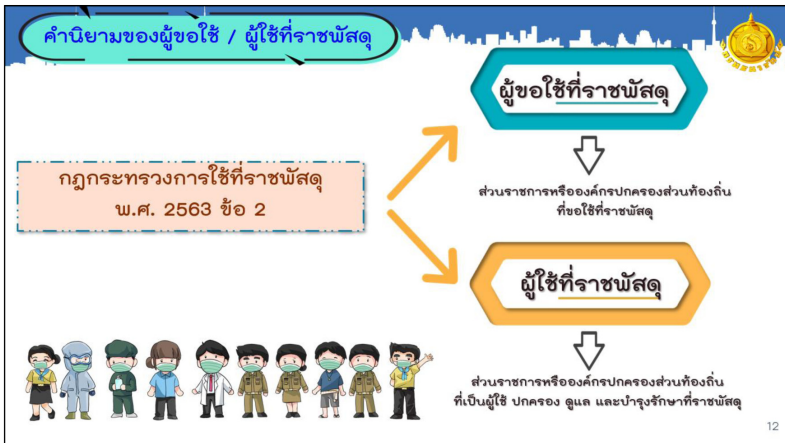 คำนิยามของผู้ขอใช้ / ผู้ใช้ที่ราชพัสดุ
กฎกระทรวงการใช้ที่ราชพัสดุ
พ.ศ. 2563 ข้อ 2
ผู้ขอใช้ที่ราชพัสดุ
ส่วนราชการหรือองค์กรปกครองส่วนท้องถิ่น
ที่ขอใช้ที่ราชพัสดุ
ผู้ใช้ที่ราชพัสดุ
ส่วนราชการหรือองค์กรปกครองส่วนท้องถิ่น
ที่เป็นผู้ใช้ ปกครอง ดูแล และบำรุงรักษาที่ราชพัสดุ
12
กรมธนารักษ์